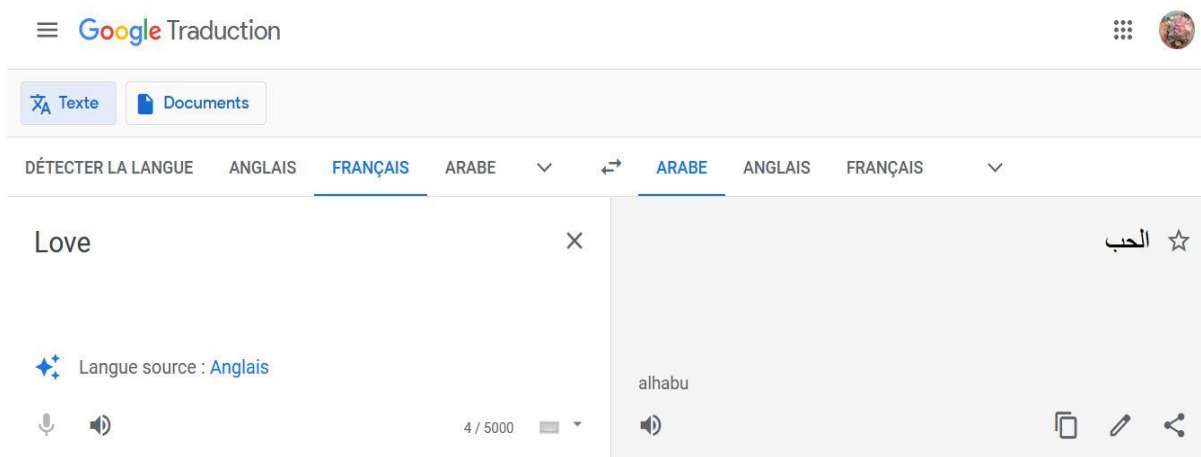 Google Traduction
Texte Documents
DÉTECTER LA LANGUE ANGLAIS FRANÇAIS ARABE ARABE ANGLAIS FRANÇAIS
Love
الحب
Langue source : Anglais
alhabu
4 / 5000